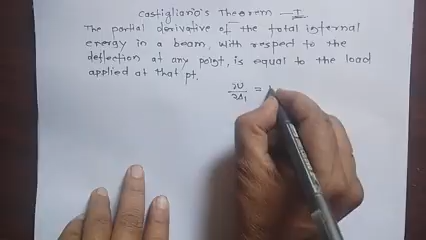 Castigliano's Theorem — I
The partial derivative of the total internal
energy in a beam, with respect to the
deflection at any point, is equal to the load
applied at that pt.
∂U/∂Δ₁ =